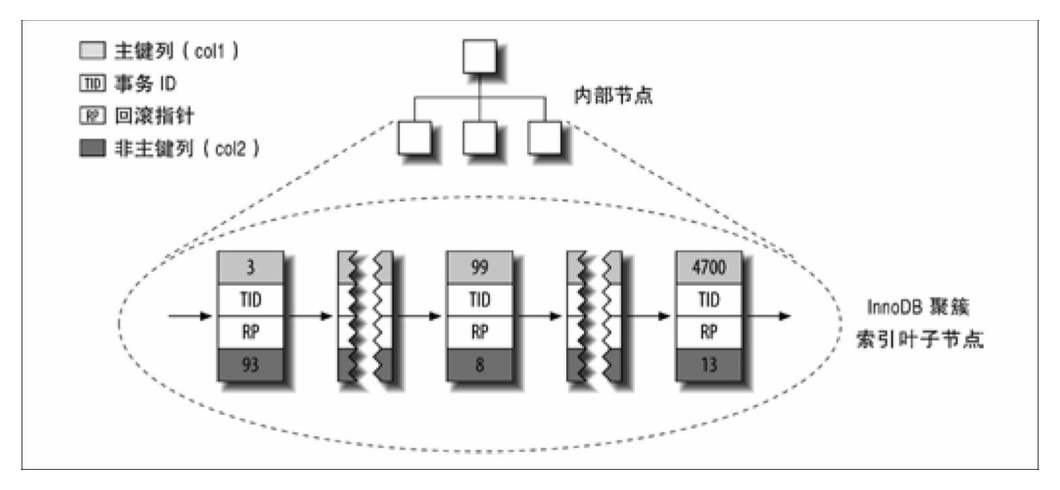 主键列（col1）
TID 事务 ID
RP 回滚指针
非主键列（col2）
内部节点
3
TID
RP
93
99
TID
RP
8
4700
TID
RP
13
InnoDB 聚簇
索引叶子节点